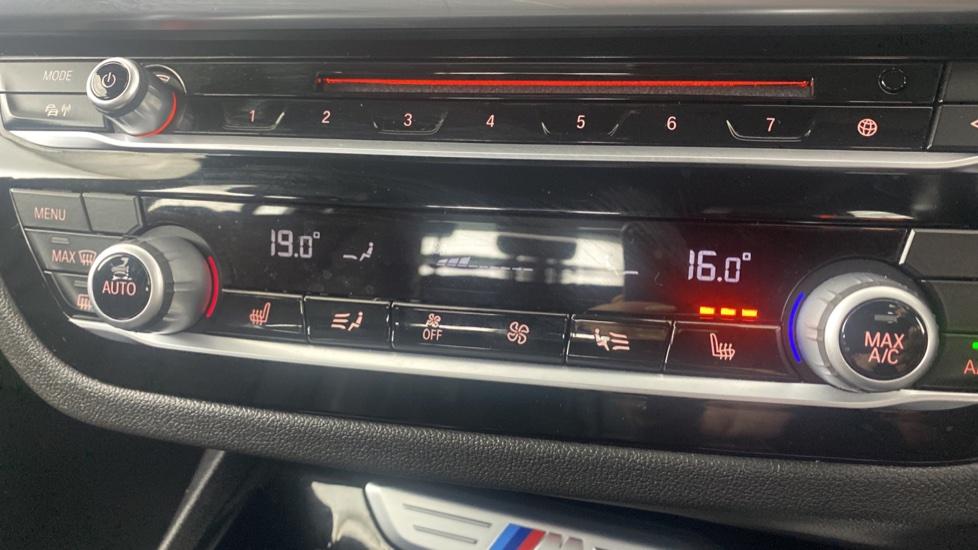 MODE
1 2 3 4 5 6 7
MENU
19.0° 16.0°
MAX
AUTO
OFF
MAX
A/C
M